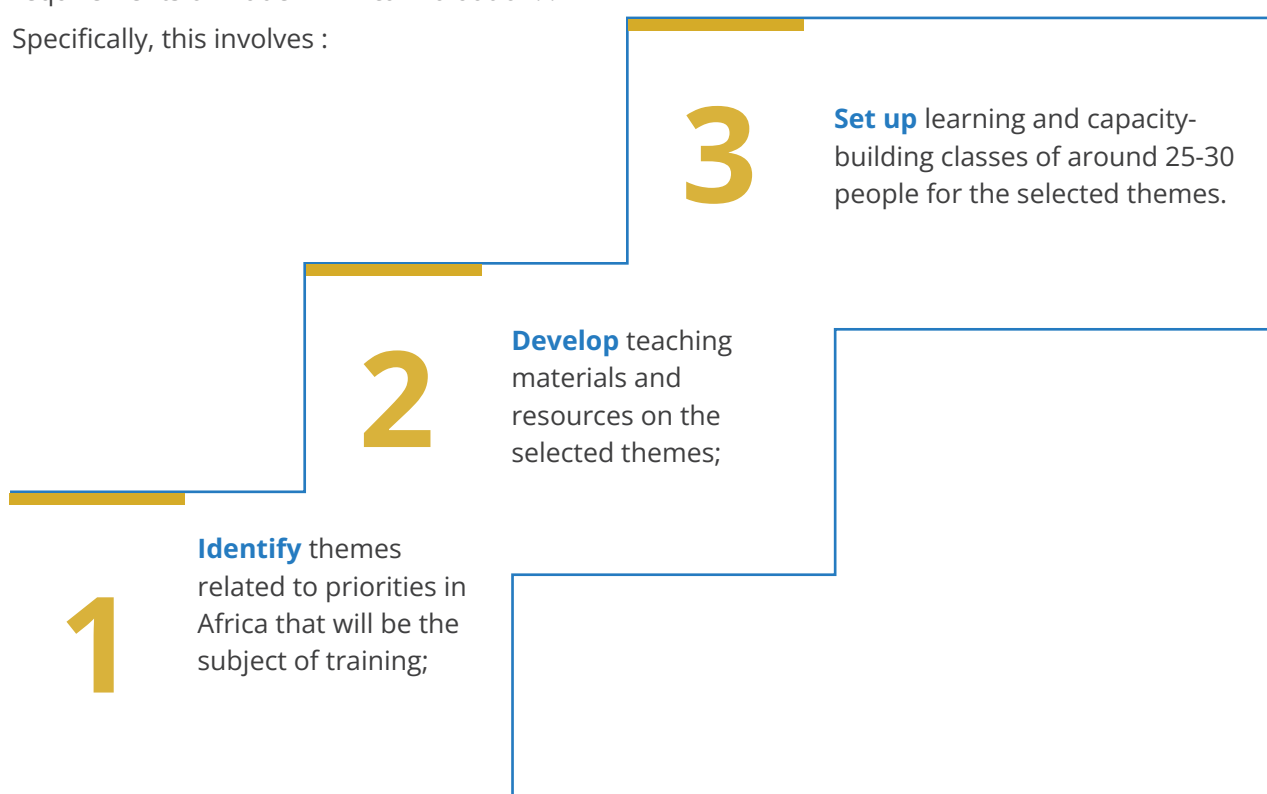 Specifically, this involves :
3
Set up learning and capacity-
building classes of around 25-30
people for the selected themes.
2
Develop teaching
materials and
resources on the
selected themes;
1
Identify themes
related to priorities in
Africa that will be the
subject of training;